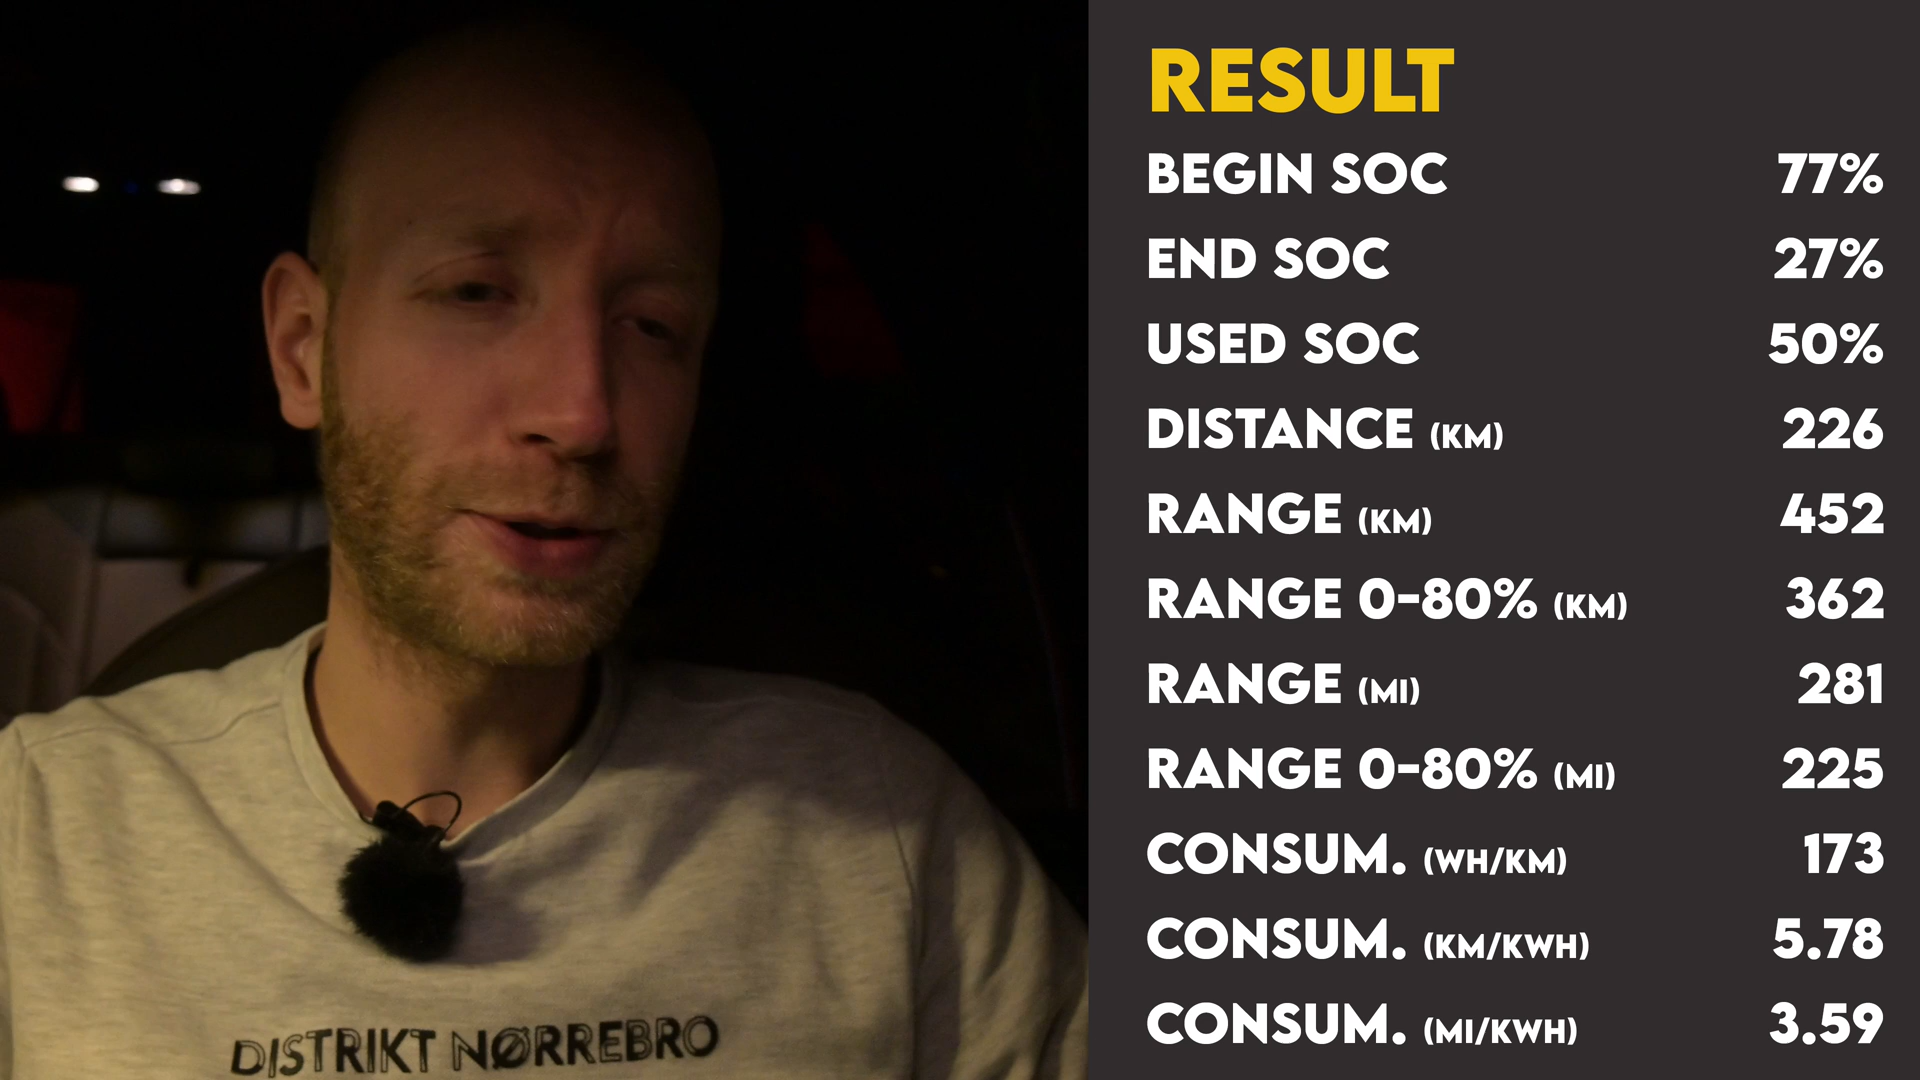 RESULT
BEGIN SOC 77%
END SOC 27%
USED SOC 50%
DISTANCE (KM) 226
RANGE (KM) 452
RANGE 0-80% (KM) 362
RANGE (MI) 281
RANGE 0-80% (MI) 225
CONSUM. (WH/KM) 173
CONSUM. (KM/KWH) 5.78
CONSUM. (MI/KWH) 3.59
DISTRIKT NØRREBRO